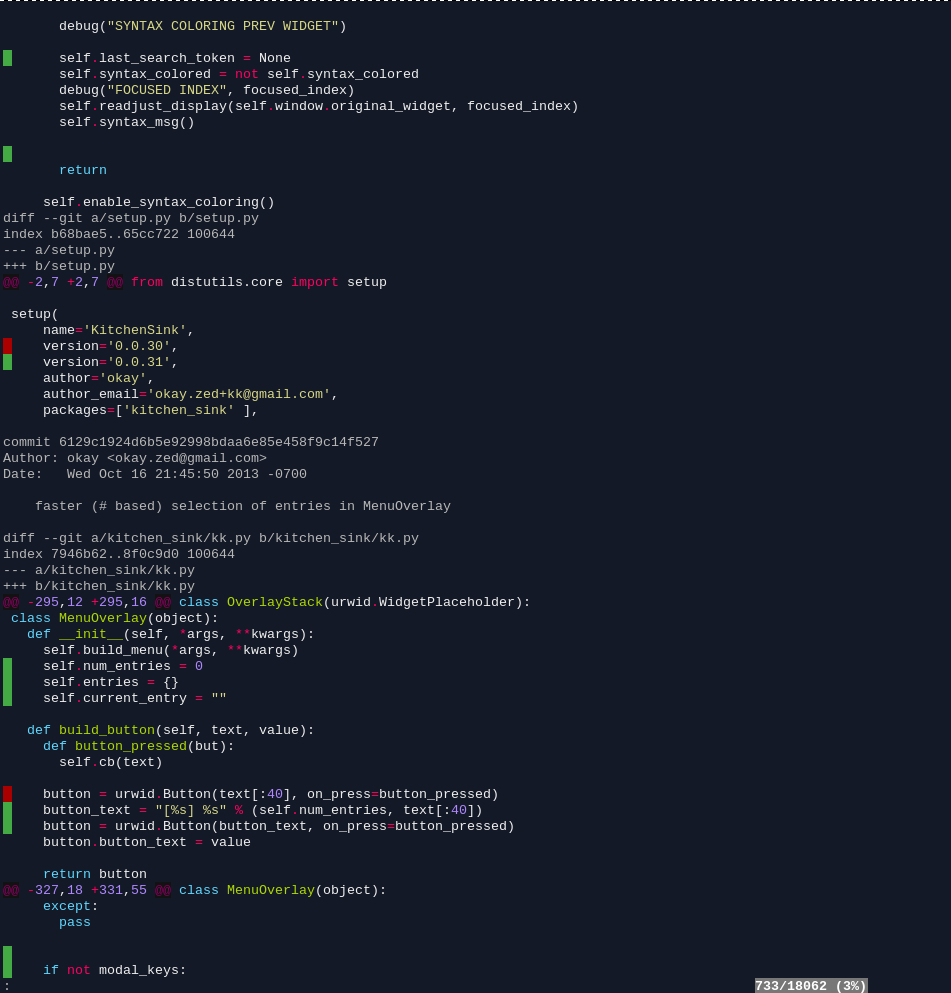 debug("SYNTAX COLORING PREV WIDGET")
self.last_search_token = None
self.syntax_colored = not self.syntax_colored
debug("FOCUSED INDEX", focused_index)
self.readjust_display(self.window.original_widget, focused_index)
self.syntax_msg()
return
self.enable_syntax_coloring()
diff --git a/setup.py b/setup.py
index b68bae5..65cc722 100644
--- a/setup.py
+++ b/setup.py
@@ -2,7 +2,7 @@ from distutils.core import setup
setup(
name='KitchenSink',
version='0.0.30',
version='0.0.31',
author='okay',
author_email='okay.zed+kk@gmail.com',
packages=['kitchen_sink' ],
commit 6129c1924d6b5e92998bdaa6e85e458f9c14f527
Author: okay <okay.zed@gmail.com>
Date:   Wed Oct 16 21:45:50 2013 -0700
faster (# based) selection of entries in MenuOverlay
diff --git a/kitchen_sink/kk.py b/kitchen_sink/kk.py
index 7946b62..8f0c9d0 100644
--- a/kitchen_sink/kk.py
+++ b/kitchen_sink/kk.py
@@ -295,12 +295,16 @@ class OverlayStack(urwid.WidgetPlaceholder):
class MenuOverlay(object):
def __init__(self, *args, **kwargs):
self.build_menu(*args, **kwargs)
self.num_entries = 0
self.entries = {}
self.current_entry = ""
def build_button(self, text, value):
def button_pressed(but):
self.cb(text)
button = urwid.Button(text[:40], on_press=button_pressed)
button_text = "[%s] %s" % (self.num_entries, text[:40])
button = urwid.Button(button_text, on_press=button_pressed)
button.button_text = value
return button
@@ -327,18 +331,55 @@ class MenuOverlay(object):
except:
pass
if not modal_keys:
: 733/18062 (3%)